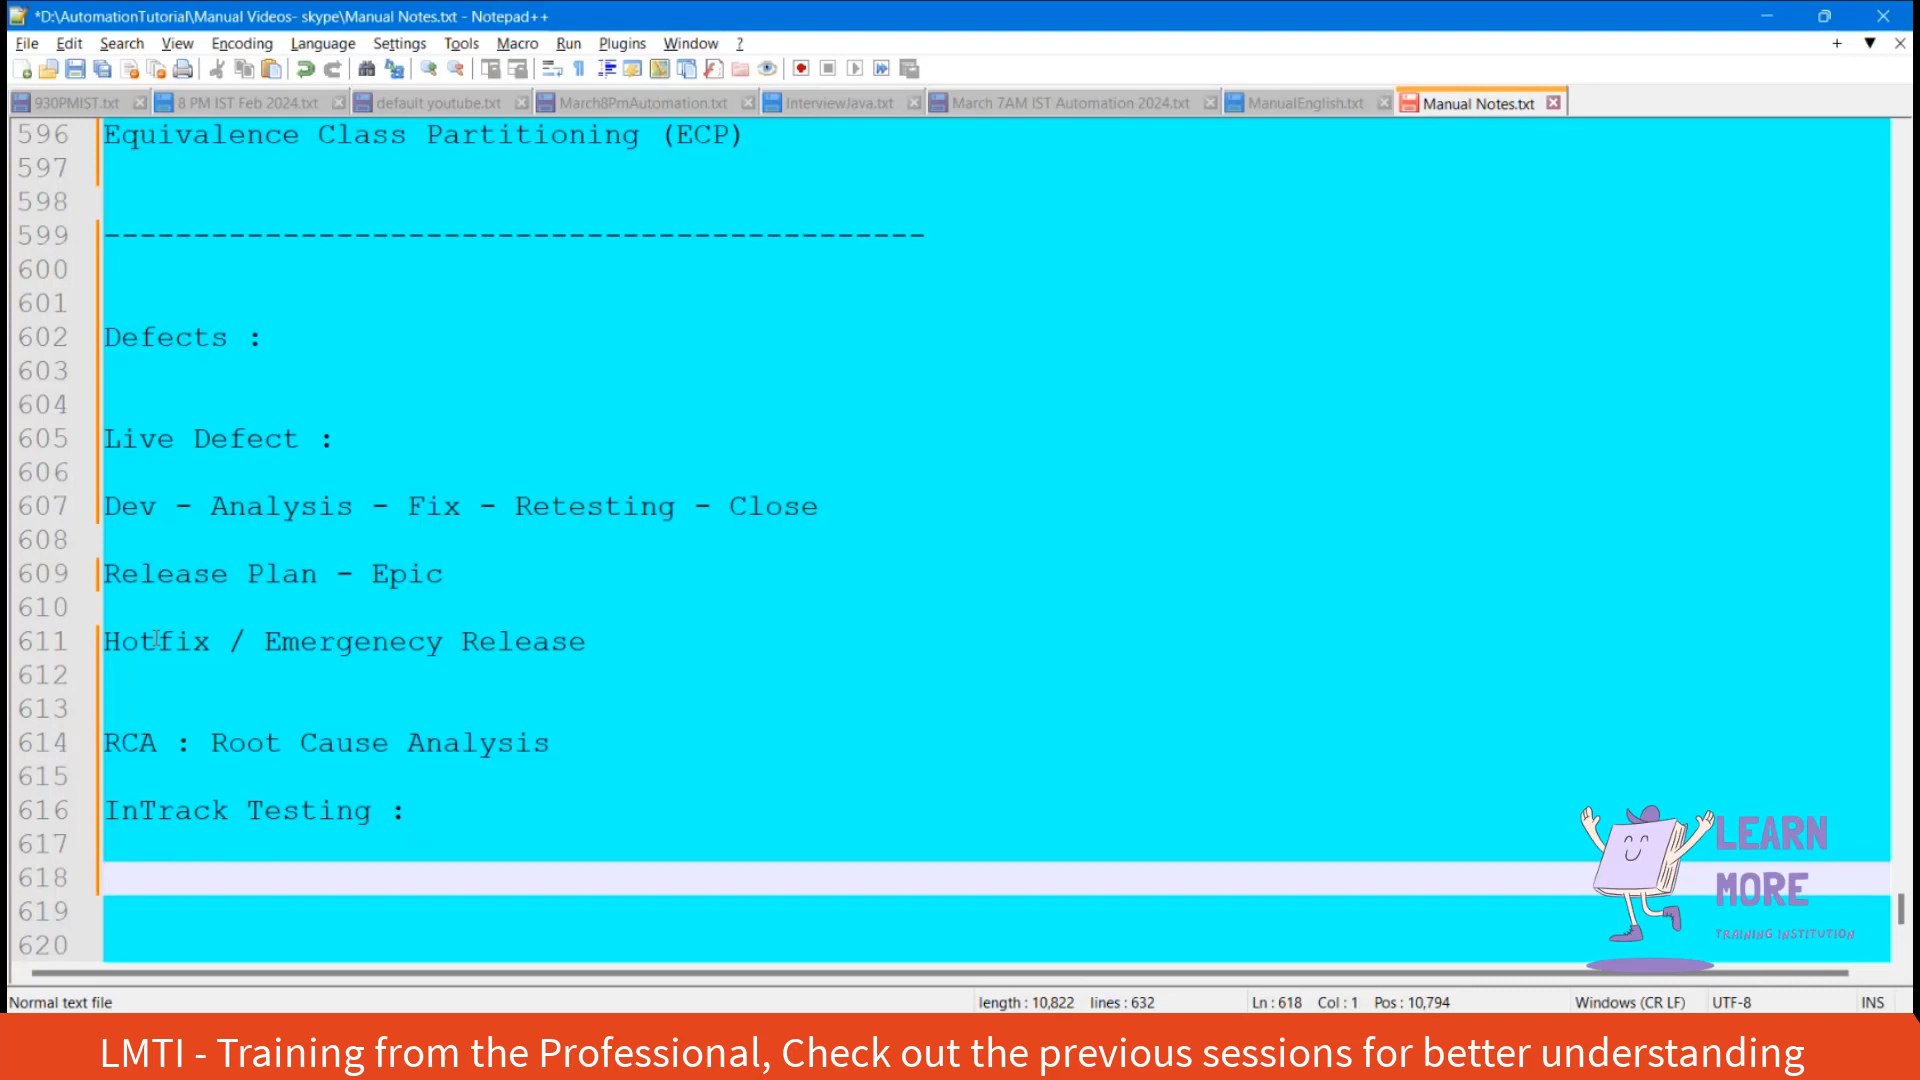 *D:\AutomationTutorial\Manual Videos- skype\Manual Notes.txt - Notepad++
File Edit Search View Encoding Language Settings Tools Macro Run Plugins Window ?
930PMIST.txt 8 PM IST Feb 2024.txt default youtube.txt March8PmAutomation.txt InterviewJava.txt March 7AM IST Automation 2024.txt ManualEnglish.txt Manual Notes.txt
596 Equivalence Class Partitioning (ECP)
597
598
599 ----------------------------------------------
600
601
602 Defects :
603
604
605 Live Defect :
606
607 Dev - Analysis - Fix - Retesting - Close
608
609 Release Plan - Epic
610
611 Hotfix / Emergenecy Release
612
613
614 RCA : Root Cause Analysis
615
616 InTrack Testing :
617
618
619
620
LEARN
MORE
TRAINING INSTITUTION
Normal text file length : 10,822 lines : 632 Ln : 618 Col : 1 Pos : 10,794 Windows (CR LF) UTF-8 INS
LMTI - Training from the Professional, Check out the previous sessions for better understanding